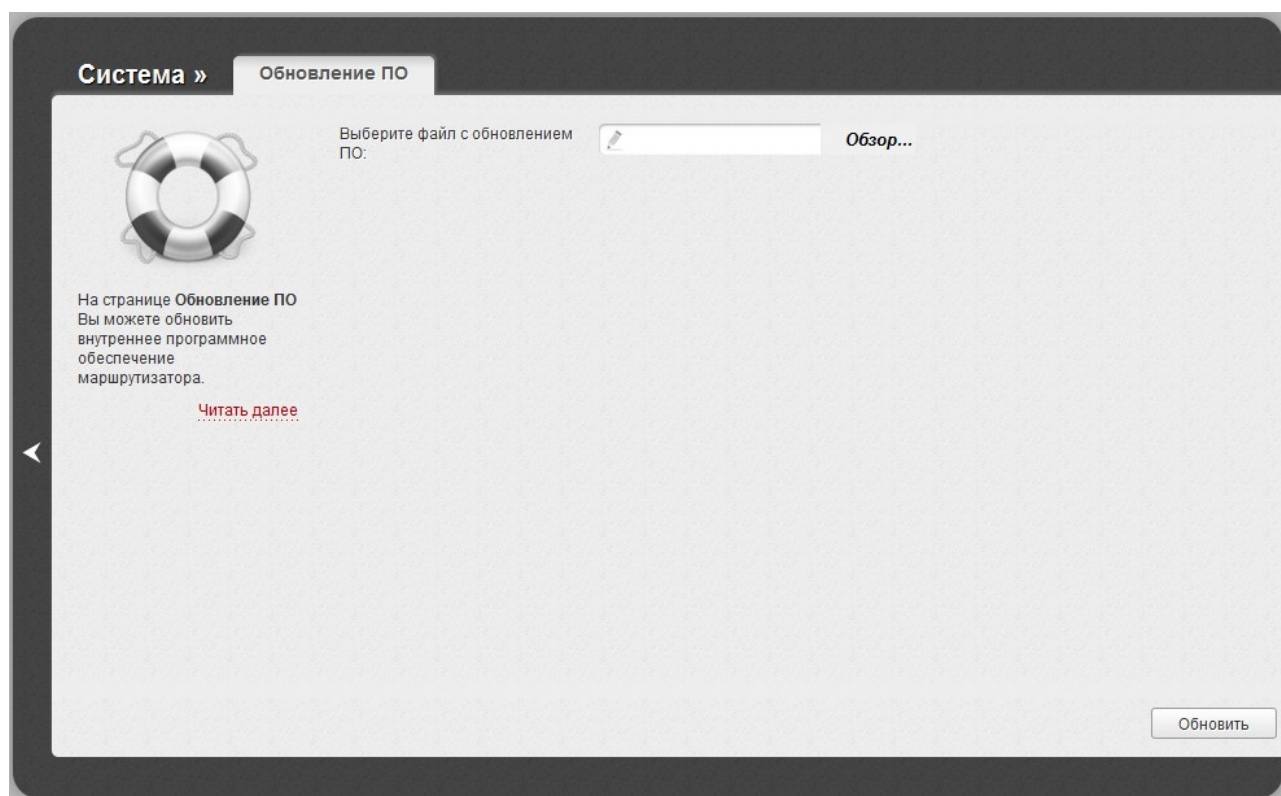 Система »
Обновление ПО
Выберите файл с обновлением
ПО:
Обзор...
На странице Обновление ПО
Вы можете обновить
внутреннее программное
обеспечение
маршрутизатора.
Читать далее
Обновить